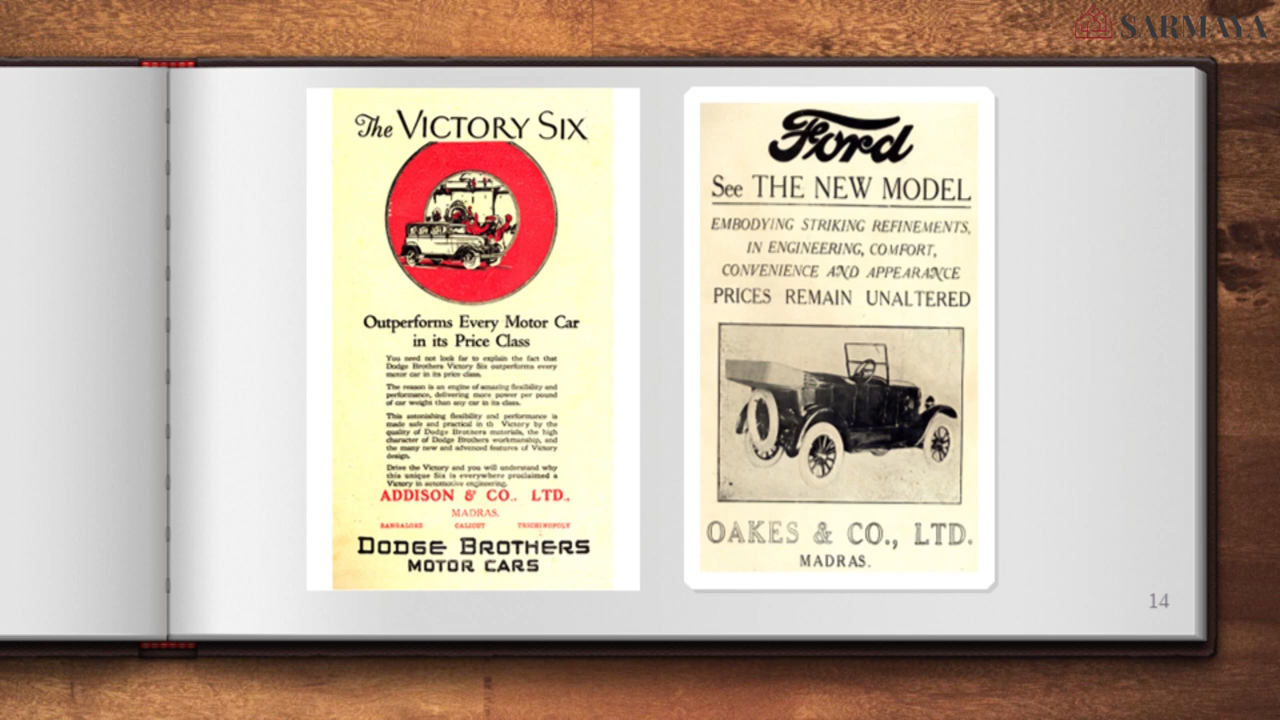 SARMAYA
The VICTORY SIX
Outperforms Every Motor Car
in its Price Class
You need not look far to explain the fact that
Dodge Brothers Victory Six outperforms every
motor car in its price class.
The reason is an engine of amazing flexibility and
performance, delivering more power per pound
of car weight than any car in its class.
This astonishing flexibility and performance is
made safe and practical in th Victory by the
quality of Dodge Brothers materials, the high
character of Dodge Brothers workmanship, and
the many new and advanced features of Victory
design.
Drive the Victory and you will understand why
this unique Six is everywhere proclaimed a
Victory in automotive engineering.
ADDISON & CO., LTD.,
MADRAS.
BANGALORE CALICUT TRICHINOPOLY
DODGE BROTHERS
MOTOR CARS
Ford
See THE NEW MODEL
EMBODYING STRIKING REFINEMENTS,
IN ENGINEERING, COMFORT,
CONVENIENCE AND APPEARANCE
PRICES REMAIN UNALTERED
OAKES & CO., LTD.
MADRAS.
14